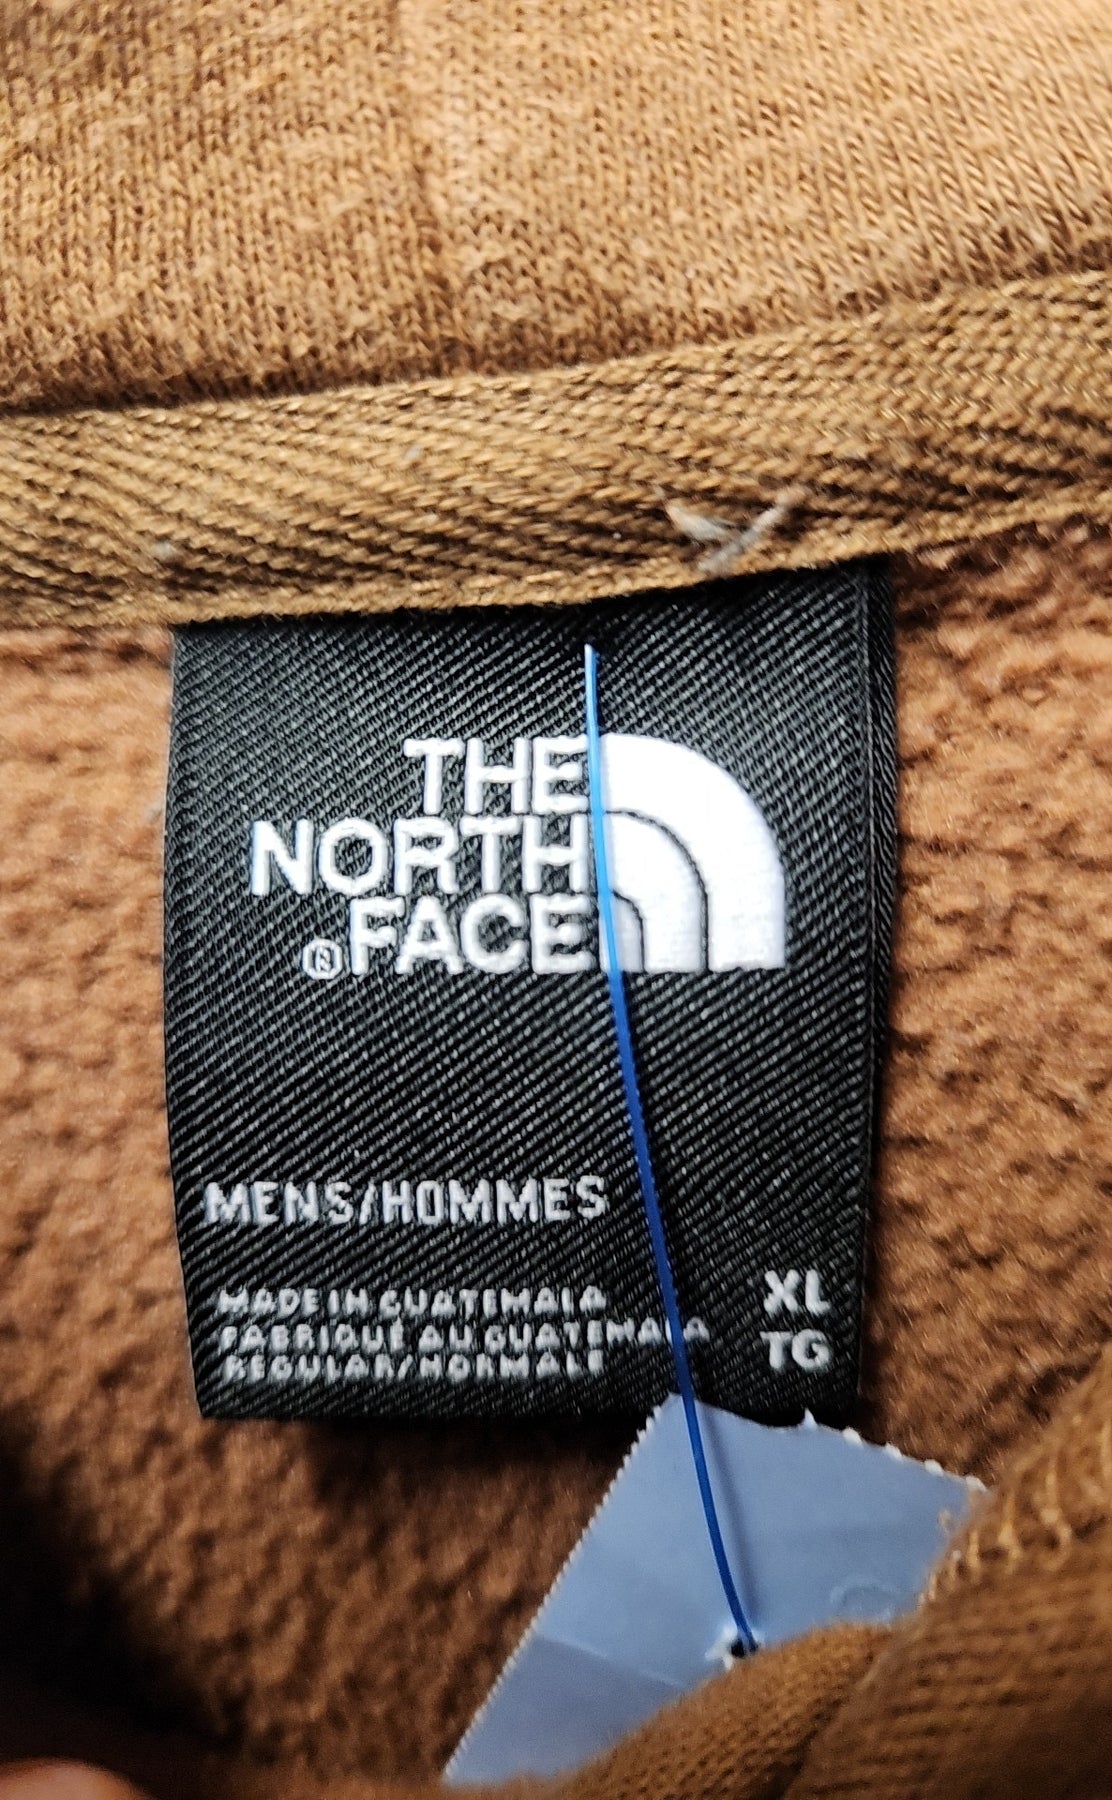 THE
NORTH
FACE
®
MENS/HOMMES
MADE IN GUATEMALA
FABRIQUÉ AU GUATEMALA
REGULAR/NORMALE
XL
TG